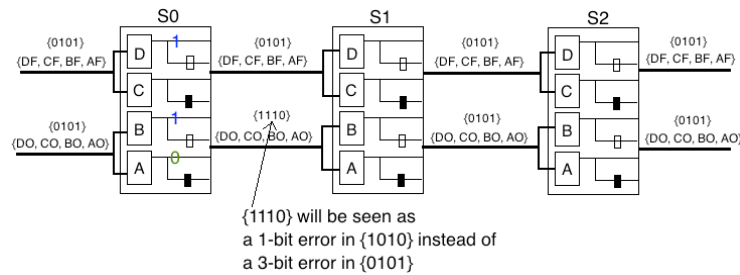 S0 S1 S2
{0101} {0101} {0101} {0101}
{DF, CF, BF, AF} {DF, CF, BF, AF} {DF, CF, BF, AF} {DF, CF, BF, AF}
D 1 D D
C C C
{0101} {1110} {0101} {0101}
{DO, CO, BO, AO} {DO, CO, BO, AO} {DO, CO, BO, AO} {DO, CO, BO, AO}
B 1 B B
A 0 A A
{1110} will be seen as
a 1-bit error in {1010} instead of
a 3-bit error in {0101}